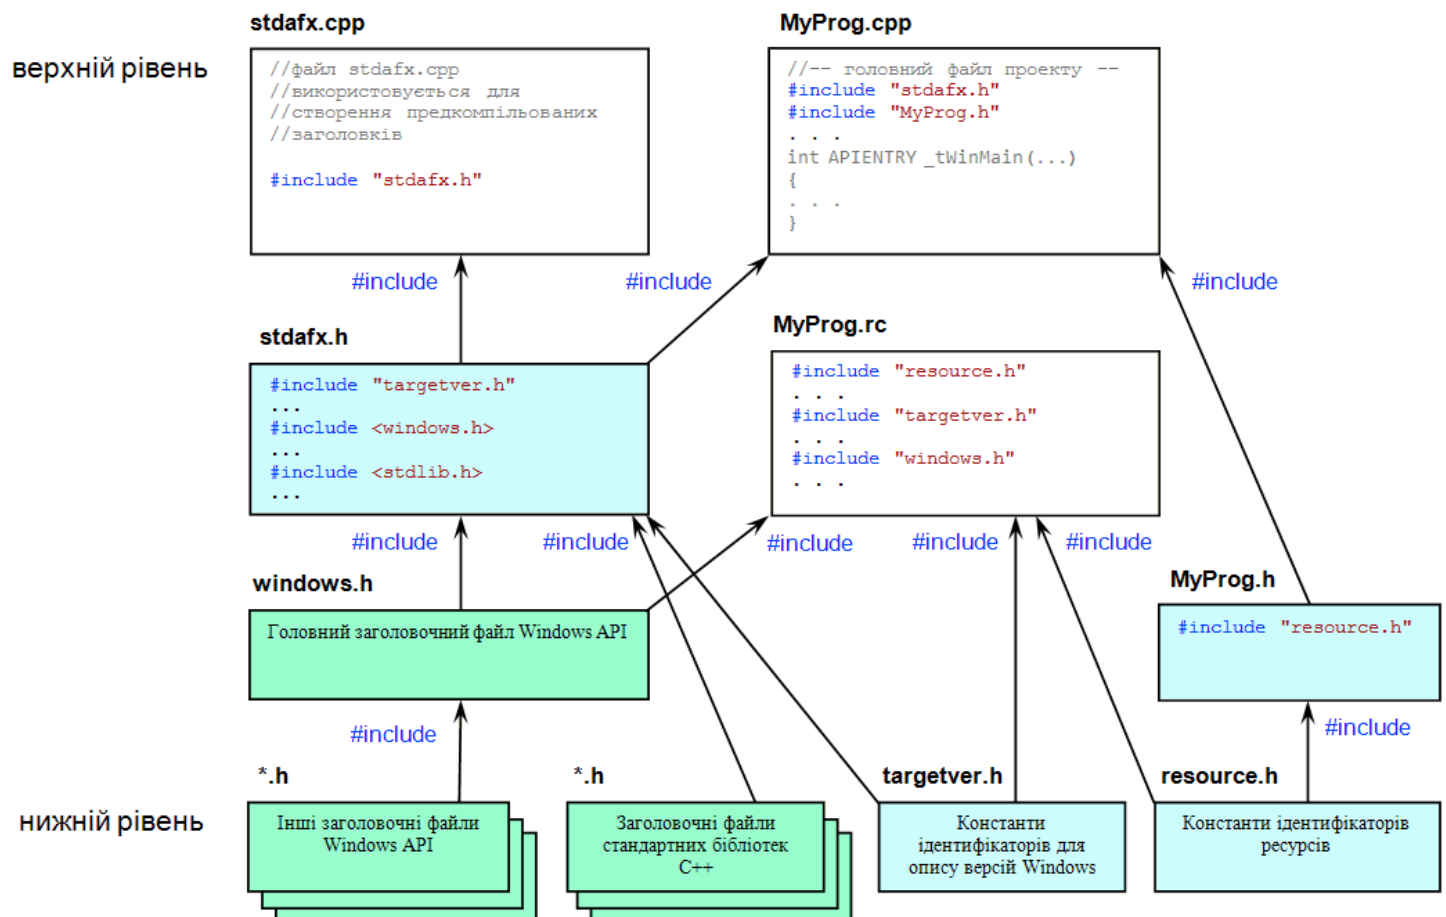 stdafx.cpp
MyProg.cpp
верхній рівень
//файл stdafx.cpp
//використовується для
//створення предкомпільованих
//заголовків
#include "stdafx.h"
//-- головний файл проекту --
#include "stdafx.h"
#include "MyProg.h"
. . .
int APIENTRY _tWinMain(...)
{
. . .
}
#include
#include
#include
stdafx.h
MyProg.rc
#include "targetver.h"
...
#include <windows.h>
...
#include <stdlib.h>
...
#include "resource.h"
. . .
#include "targetver.h"
. . .
#include "windows.h"
. . .
#include
#include
#include
#include
#include
windows.h
MyProg.h
Головний заголовочний файл Windows API
#include "resource.h"
#include
#include
*.h
*.h
targetver.h
resource.h
нижній рівень
Інші заголовочні файли
Windows API
Заголовочні файли
стандартних бібліотек
C++
Константи
ідентифікаторів для
опису версій Windows
Константи ідентифікаторів
ресурсів